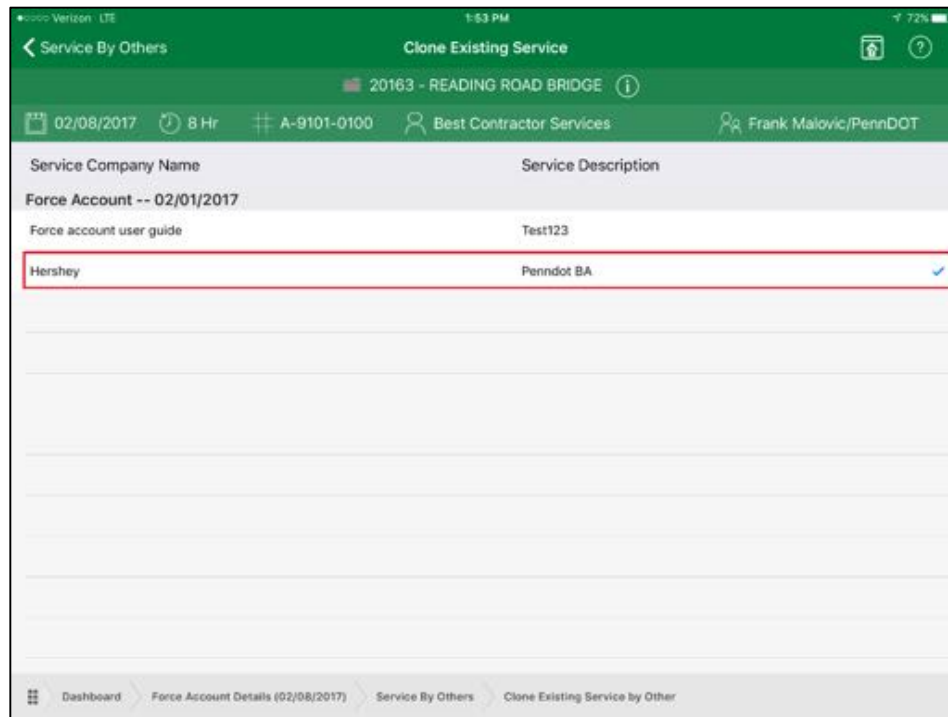 Verizon LTE 1:53 PM 72%
Service By Others Clone Existing Service ?
20163 - READING ROAD BRIDGE i
02/08/2017 8 Hr # A-9101-0100 Best Contractor Services Frank Malovic/PennDOT
Service Company Name Service Description
Force Account -- 02/01/2017
Force account user guide Test123
Hershey Penndot BA
Dashboard Force Account Details (02/08/2017) Service By Others Clone Existing Service by Other